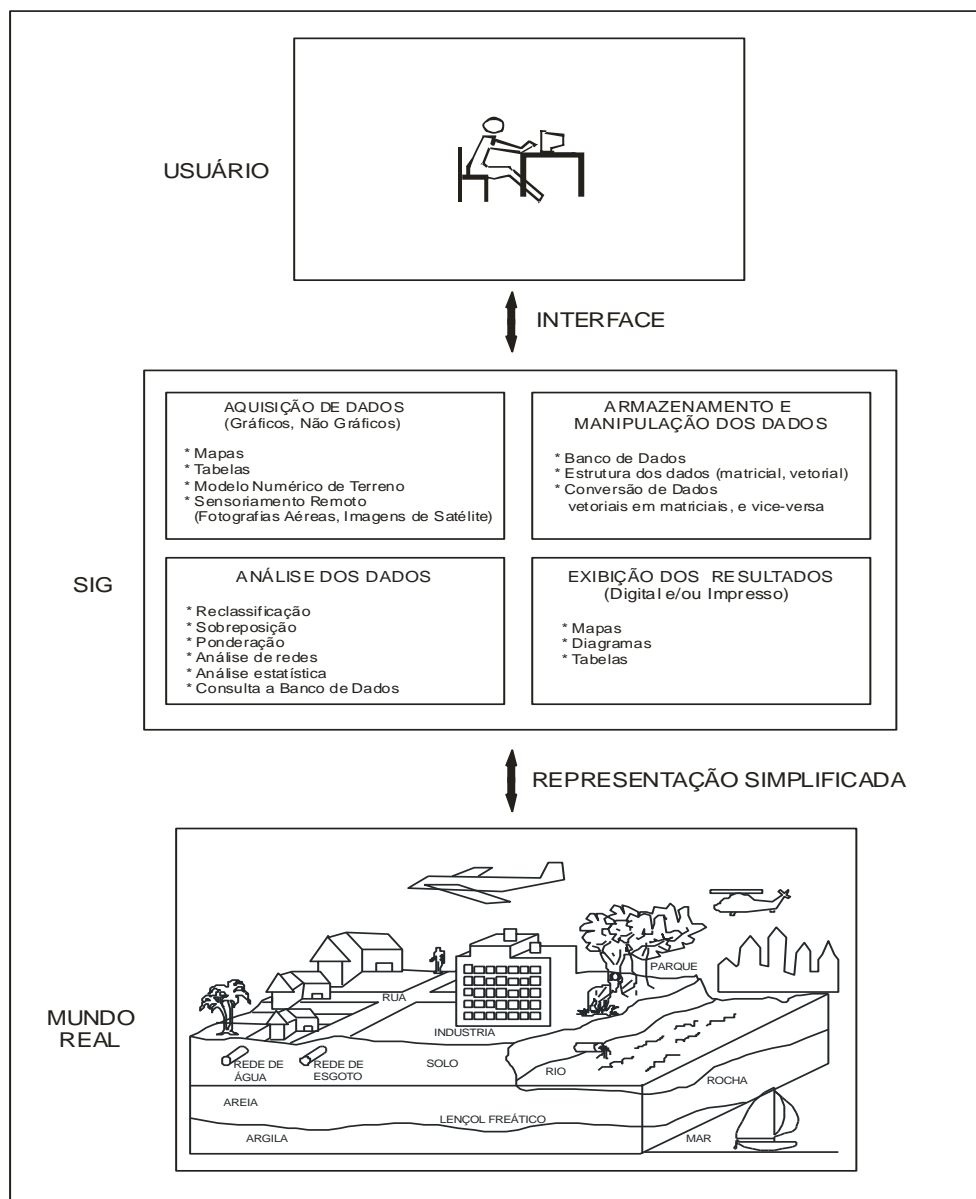 USUÁRIO
INTERFACE
SIG
AQUISIÇÃO DE DADOS
(Gráficos, Não Gráficos)
* Mapas
* Tabelas
* Modelo Numérico de Terreno
* Sensoriamento Remoto
(Fotografias Aéreas, Imagens de Satélite)
ARMAZENAMENTO E
MANIPULAÇÃO DOS DADOS
* Banco de Dados
* Estrutura dos dados (matricial, vetorial)
* Conversão de Dados
vetoriais em matriciais, e vice-versa
ANÁLISE DOS DADOS
* Reclassificação
* Sobreposição
* Ponderação
* Análise de redes
* Análise estatística
* Consulta a Banco de Dados
EXIBIÇÃO DOS RESULTADOS
(Digital e/ou Impresso)
* Mapas
* Diagramas
* Tabelas
REPRESENTAÇÃO SIMPLIFICADA
MUNDO
REAL
PARQUE
RUA
INDUSTRIA
REDE DE
ÁGUA
REDE DE
ESGOTO
SOLO
RIO
ROCHA
AREIA
LENÇOL FREÁTICO
ARGILA
MAR